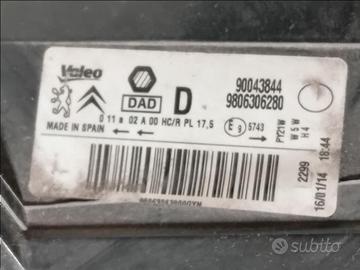 Valeo
DAD
D
90043844
9806306280
0 11 a 02 A 00 HC/R PL 17,5
MADE IN SPAIN
E9 5743
PY21W
W5W
H4
2299
16/01/14 18:44
subito